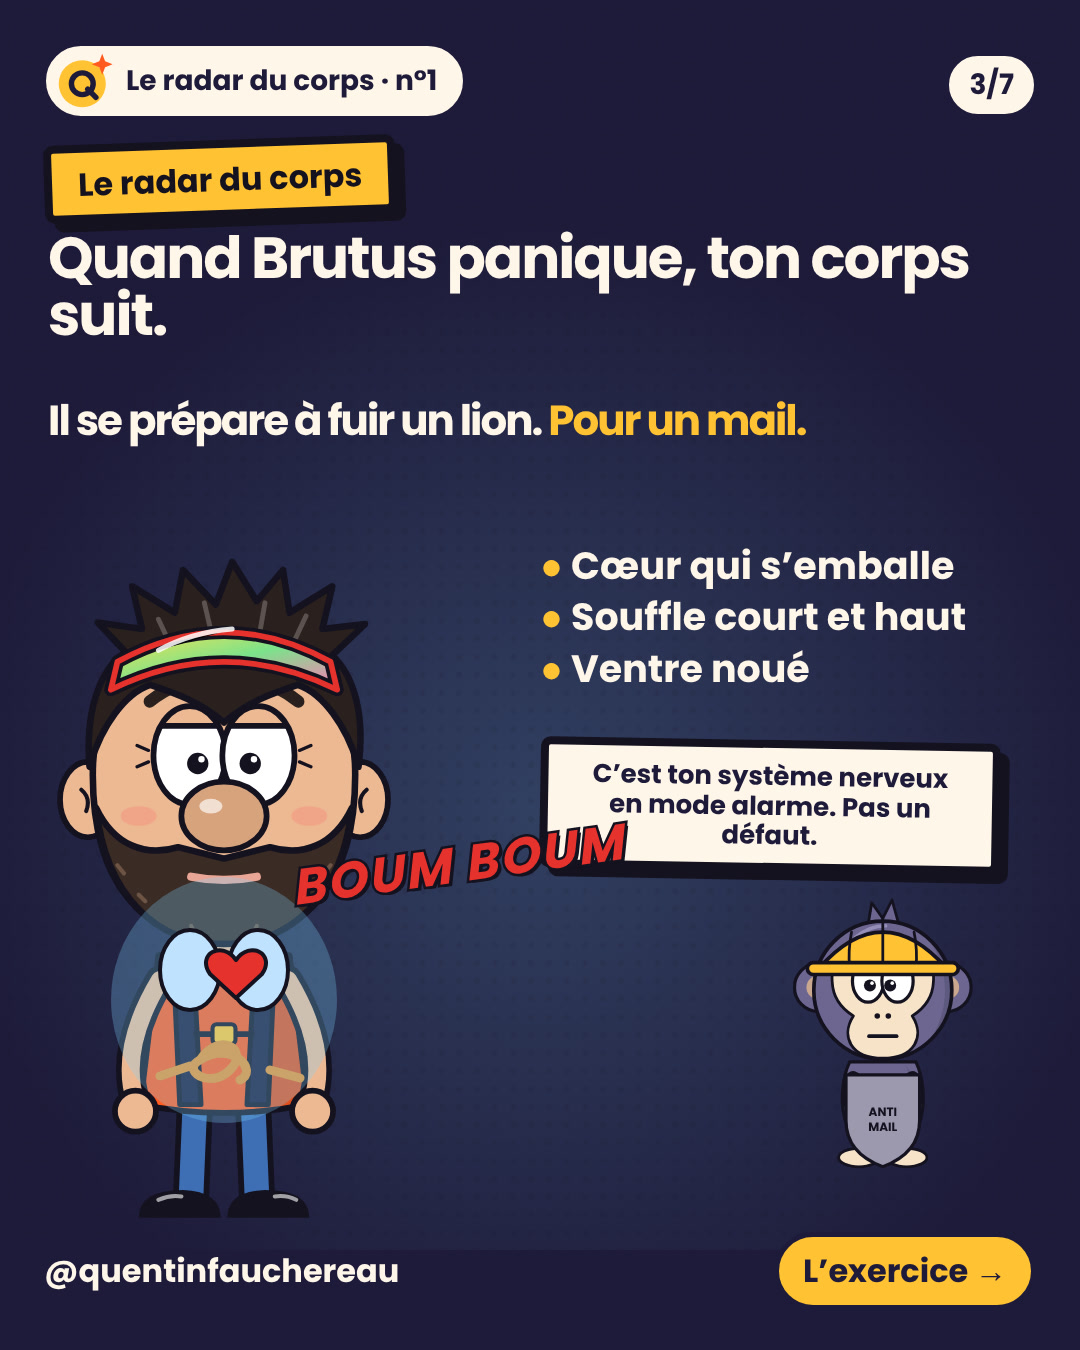 Q Le radar du corps · n°1
3/7
Le radar du corps
Quand Brutus panique, ton corps
suit.
Il se prépare à fuir un lion. Pour un mail.
• Cœur qui s’emballe
• Souffle court et haut
• Ventre noué
C’est ton système nerveux
en mode alarme. Pas un
défaut.
BOUM BOUM
ANTI
MAIL
@quentinfauchereau
L’exercice →